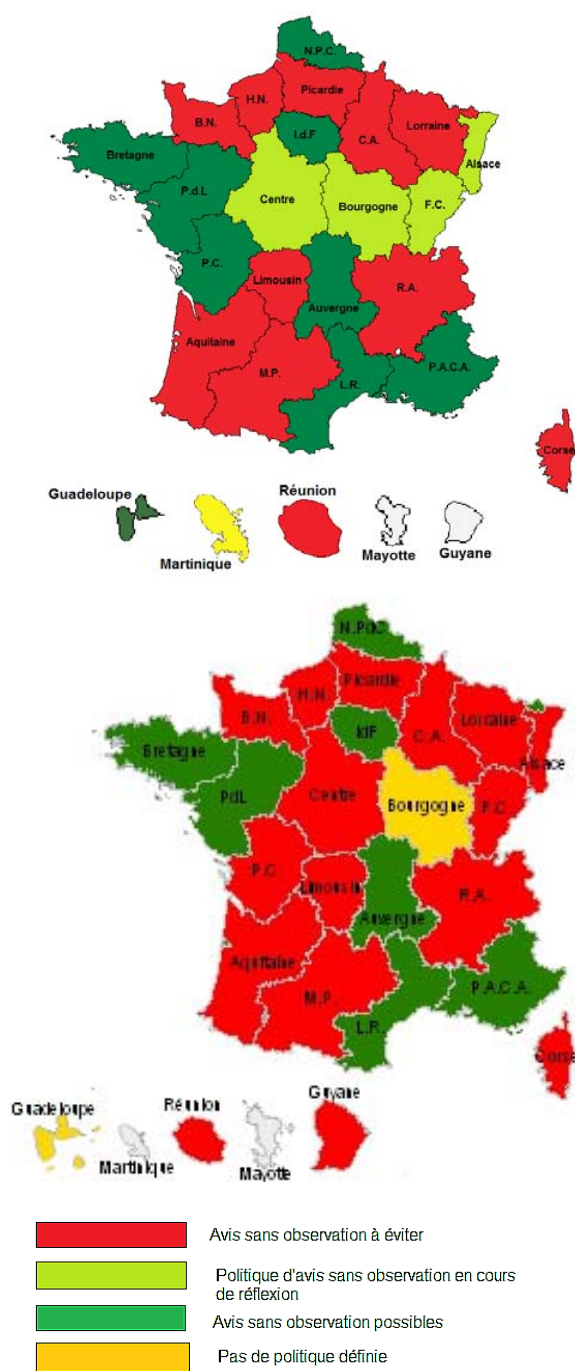 N.P.C.
Picardie
H.N.
B.N.
I.d.F
C.A.
Lorraine
Alsace
Bretagne
P.d.L
Centre
Bourgogne
F.C.
P.C.
Limousin
Auvergne
R.A.
Aquitaine
M.P.
L.R.
P.A.C.A.
Corse
Guadeloupe
Martinique
Réunion
Mayotte
Guyane
N.PdC
Picardie
H.N.
B.N.
IdF
C.A.
Lorraine
Alsace
Bretagne
PdL
Centre
Bourgogne
F.C
P.C
Limousin
Auvergne
R.A.
Aquitaine
M.P.
L.R.
P.A.C.A.
Corse
Guadeloupe
Martinique
Réunion
Mayotte
Guyane
Avis sans observation à éviter
Politique d'avis sans observation en cours
de réflexion
Avis sans observation possibles
Pas de politique définie